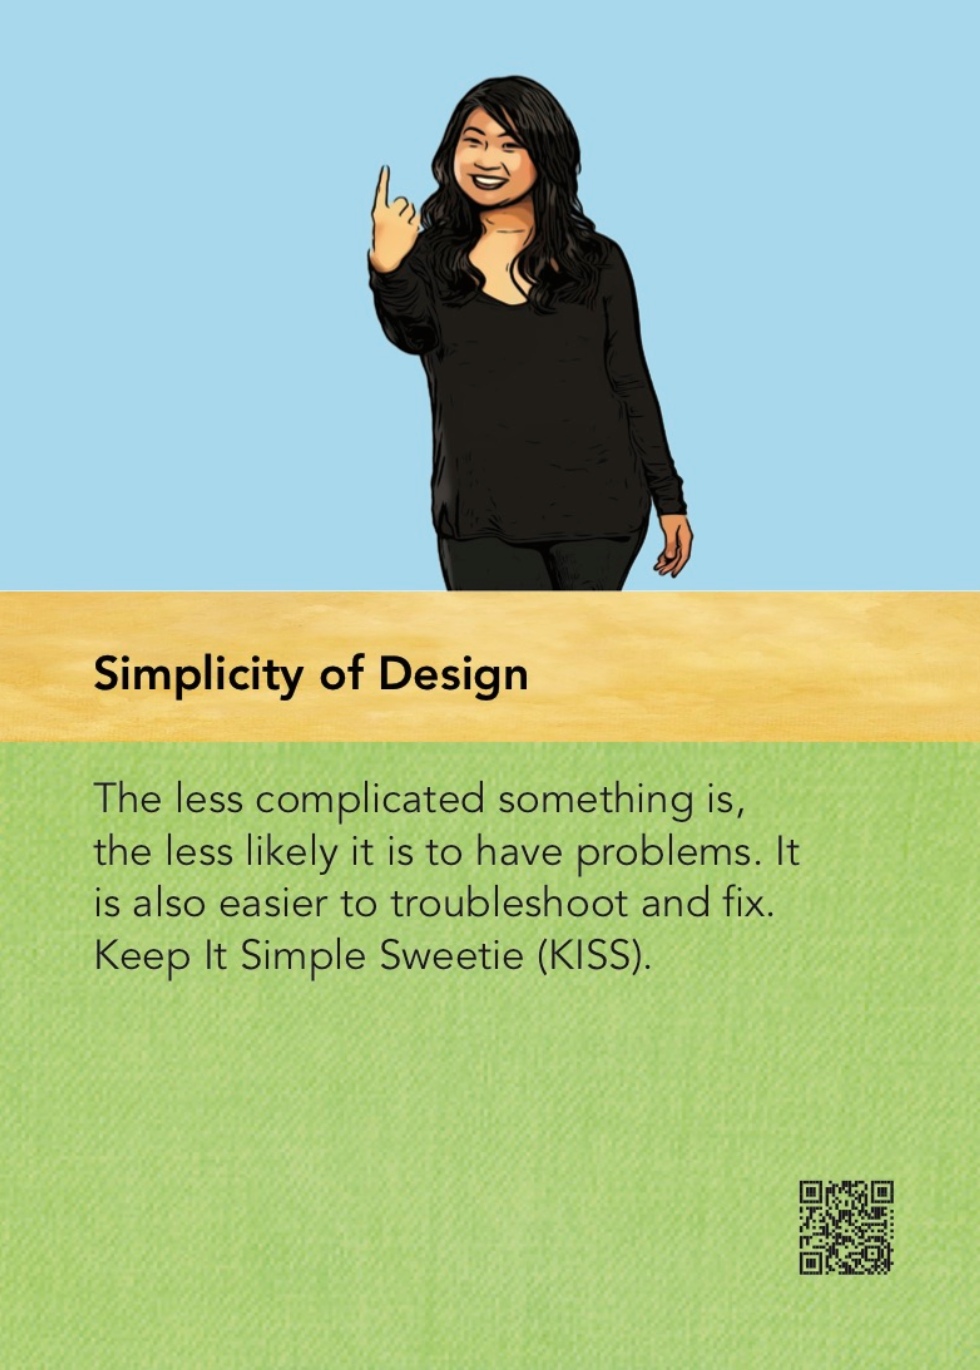 Simplicity of Design
The less complicated something is,
the less likely it is to have problems. It
is also easier to troubleshoot and fix.
Keep It Simple Sweetie (KISS).